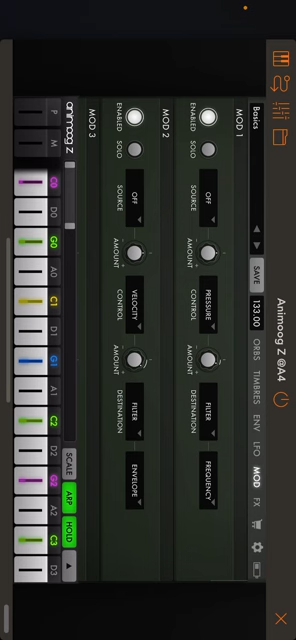 Animoog Z @A4
Basics
SAVE
133.00
ORBS
TIMBRES
ENV
LFO
MOD
FX
MOD 1
ENABLED
SOLO
OFF
SOURCE
AMOUNT
PRESSURE
CONTROL
AMOUNT
FILTER
DESTINATION
FREQUENCY
MOD 2
ENABLED
SOLO
OFF
SOURCE
AMOUNT
VELOCITY
CONTROL
AMOUNT
FILTER
DESTINATION
ENVELOPE
MOD 3
animoog Z
SCALE
ARP
HOLD
P
M
C0
D0
G0
A0
C1
D1
G1
A1
C2
D2
G2
A2
C3
D3